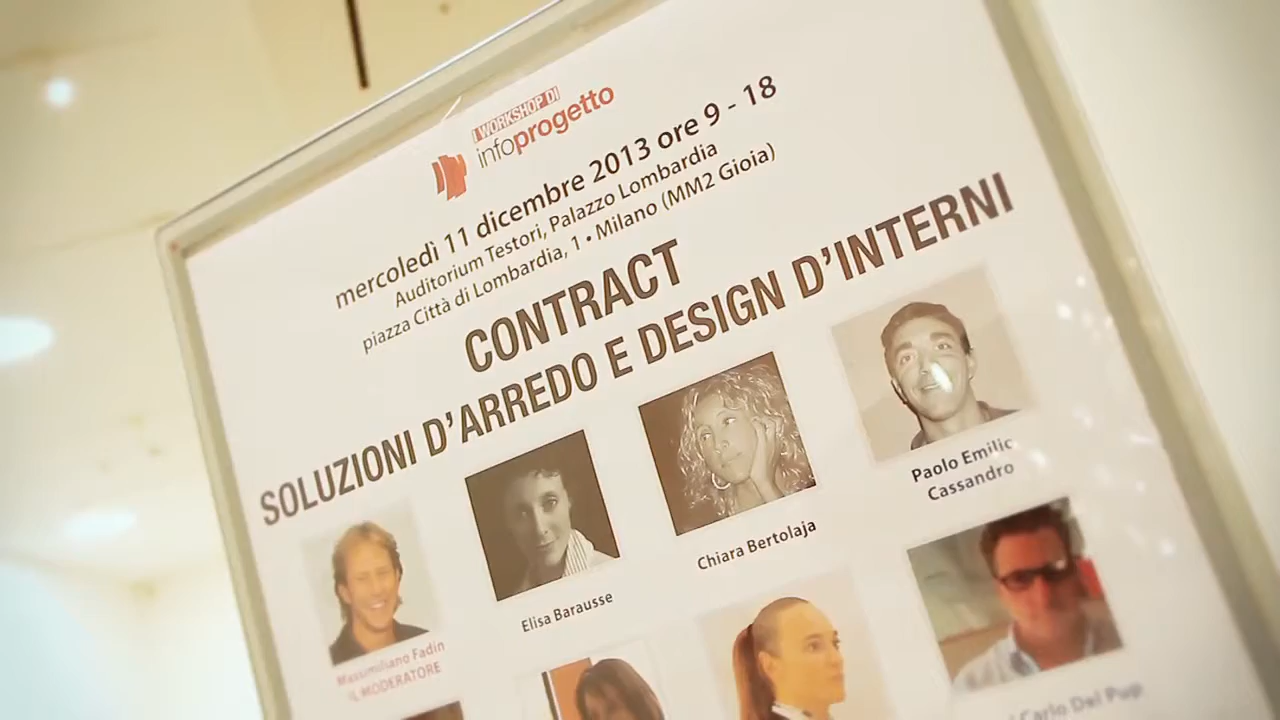 I WORKSHOP DI
infoprogetto
mercoledì 11 dicembre 2013 ore 9 - 18
Auditorium Testori, Palazzo Lombardia
piazza Città di Lombardia, 1 • Milano (MM2 Gioia)
CONTRACT
SOLUZIONI D'ARREDO E DESIGN D'INTERNI
Paolo Emilio
Cassandro
Chiara Bertolaja
Elisa Barausse
Massimiliano Fadin
IL MODERATORE
Carlo Del Pup